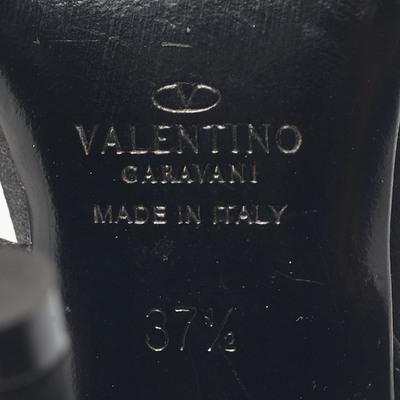 VALENTINO
GARAVANI
MADE IN ITALY
37½